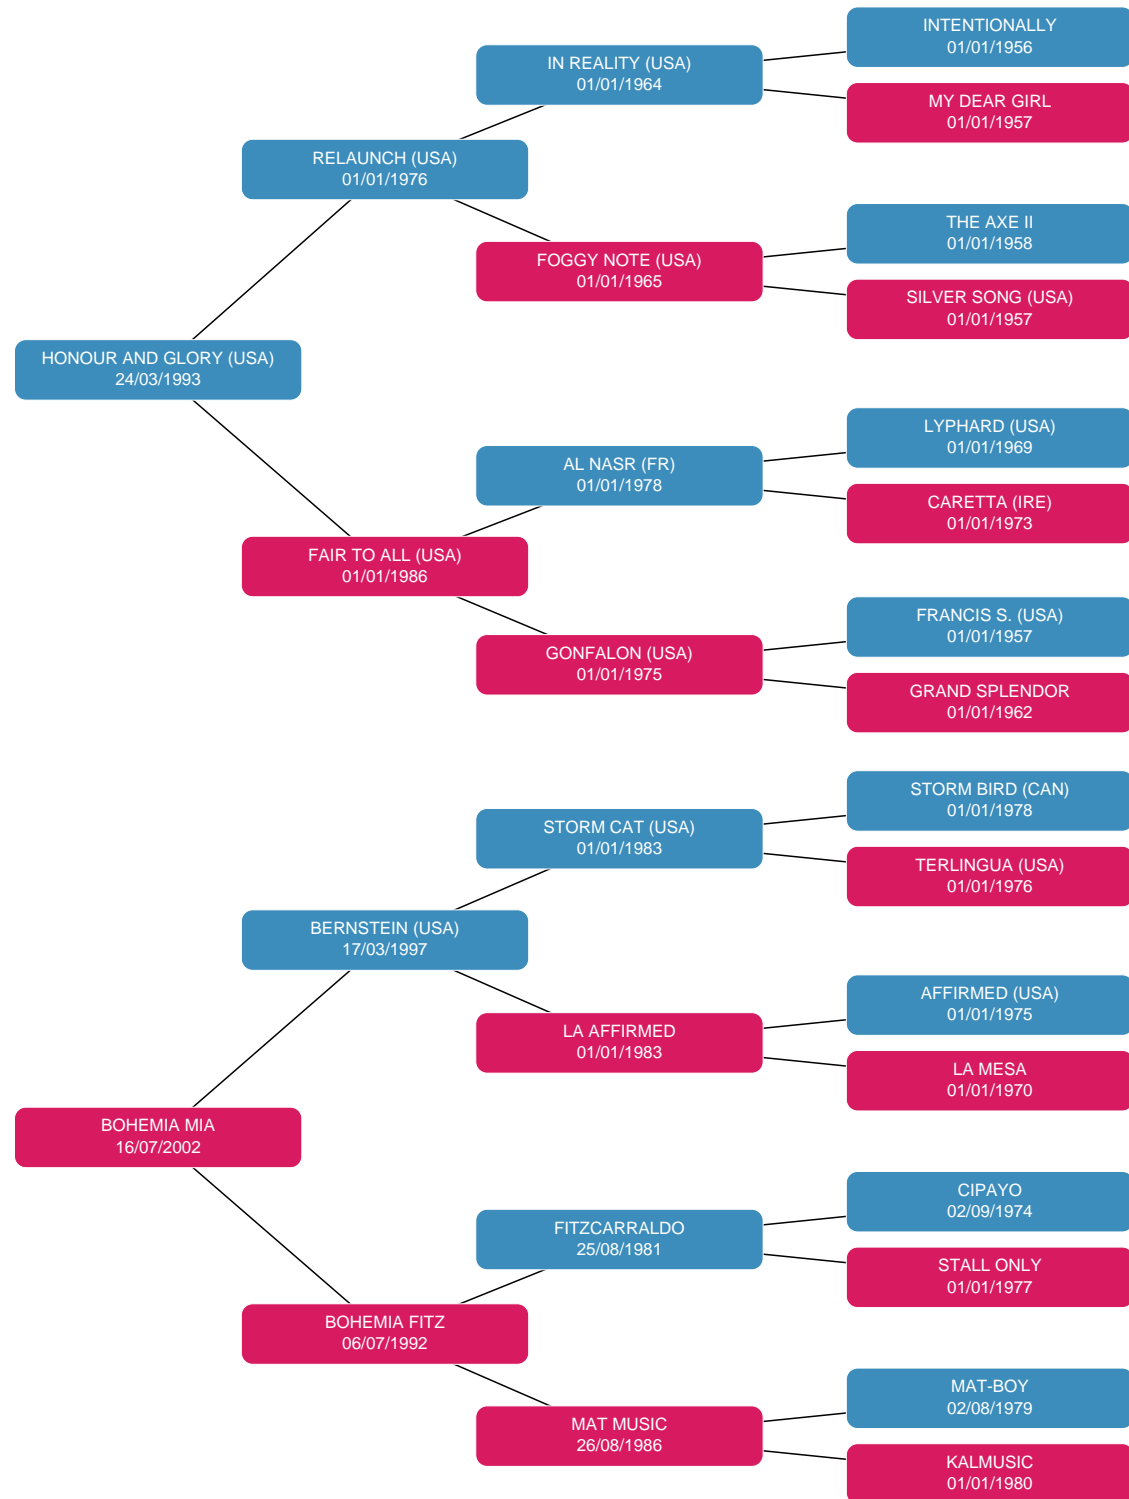 INTENTIONALLY
01/01/1956
IN REALITY (USA)
01/01/1964
MY DEAR GIRL
01/01/1957
RELAUNCH (USA)
01/01/1976
THE AXE II
01/01/1958
FOGGY NOTE (USA)
01/01/1965
SILVER SONG (USA)
01/01/1957
HONOUR AND GLORY (USA)
24/03/1993
LYPHARD (USA)
01/01/1969
AL NASR (FR)
01/01/1978
CARETTA (IRE)
01/01/1973
FAIR TO ALL (USA)
01/01/1986
FRANCIS S. (USA)
01/01/1957
GONFALON (USA)
01/01/1975
GRAND SPLENDOR
01/01/1962
STORM BIRD (CAN)
01/01/1978
STORM CAT (USA)
01/01/1983
TERLINGUA (USA)
01/01/1976
BERNSTEIN (USA)
17/03/1997
AFFIRMED (USA)
01/01/1975
LA AFFIRMED
01/01/1983
LA MESA
01/01/1970
BOHEMIA MIA
16/07/2002
CIPAYO
02/09/1974
FITZCARRALDO
25/08/1981
STALL ONLY
01/01/1977
BOHEMIA FITZ
06/07/1992
MAT-BOY
02/08/1979
MAT MUSIC
26/08/1986
KALMUSIC
01/01/1980